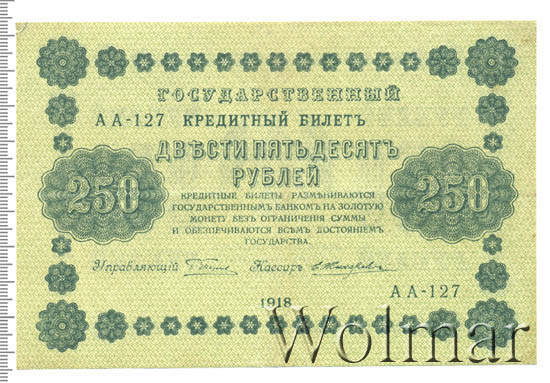 ГОСУДАРСТВЕННЫЙ
АА-127 КРЕДИТНЫЙ БИЛЕТЪ
ДВѢСТИ ПЯТЬДЕСЯТЪ
РУБЛЕЙ
250 250
КРЕДИТНЫЕ БИЛЕТЫ РАЗМѢНИВАЮТСЯ
ГОСУДАРСТВЕННЫМЪ БАНКОМЪ НА ЗОЛОТУЮ
МОНЕТУ БЕЗЪ ОГРАНИЧЕНІЯ СУММЫ
И ОБЕЗПЕЧИВАЮТСЯ ВСѢМЪ ДОСТОЯНІЕМЪ
ГОСУДАРСТВА.
Управляющій Кассиръ
АА-127
1918
Wolmar